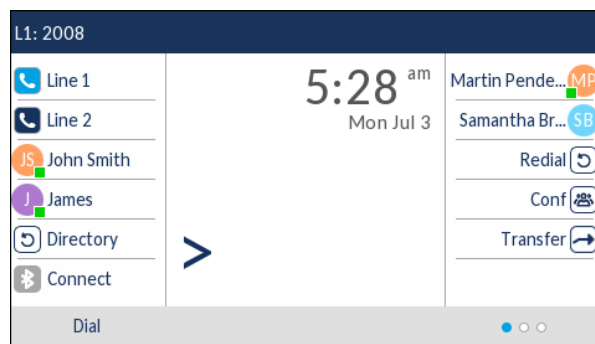 L1: 2008
Line 1
Line 2
JS John Smith
J James
Directory
Connect
5:28 am
Mon Jul 3
>
Martin Pende... MP
Samantha Br... SB
Redial
Conf
Transfer
Dial